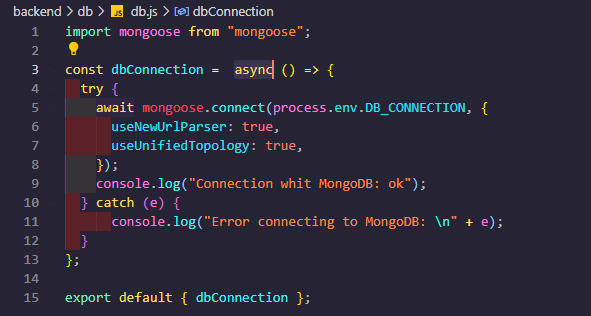 backend > db > JS db.js > dbConnection
1 import mongoose from "mongoose";
2
3 const dbConnection =  async () => {
4   try {
5     await mongoose.connect(process.env.DB_CONNECTION, {
6       useNewUrlParser: true,
7       useUnifiedTopology: true,
8     });
9     console.log("Connection whit MongoDB: ok");
10   } catch (e) {
11       console.log("Error connecting to MongoDB: \n" + e);
12   }
13 };
14
15 export default { dbConnection };